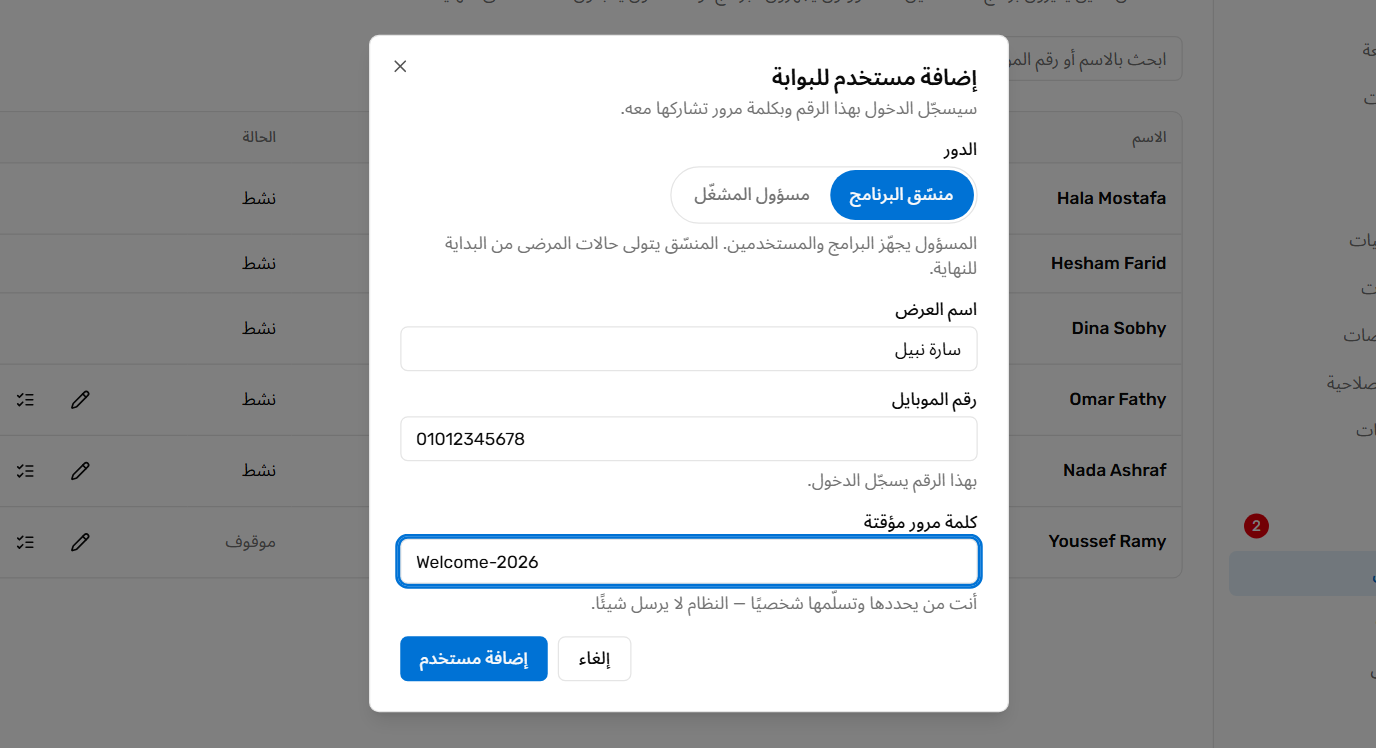 ابحث بالاسم أو رقم
إضافة مستخدم للبوابة
سيسجّل الدخول بهذا الرقم وبكلمة مرور تشاركها معه.
الدور
منسّق البرنامج
مسؤول المشغّل
المسؤول يجهّز البرامج والمستخدمين. المنسّق يتولى حالات المرضى من البداية
للنهاية.
اسم العرض
سارة نبيل
رقم الموبايل
01012345678
بهذا الرقم يسجّل الدخول.
كلمة مرور مؤقتة
Welcome-2026
أنت من يحددها وتسلّمها شخصيًا – النظام لا يرسل شيئًا.
إلغاء
إضافة مستخدم
الاسم
الحالة
Hala Mostafa
نشط
Hesham Farid
نشط
Dina Sobhy
نشط
Omar Fathy
نشط
Nada Ashraf
نشط
Youssef Ramy
موقوف
2